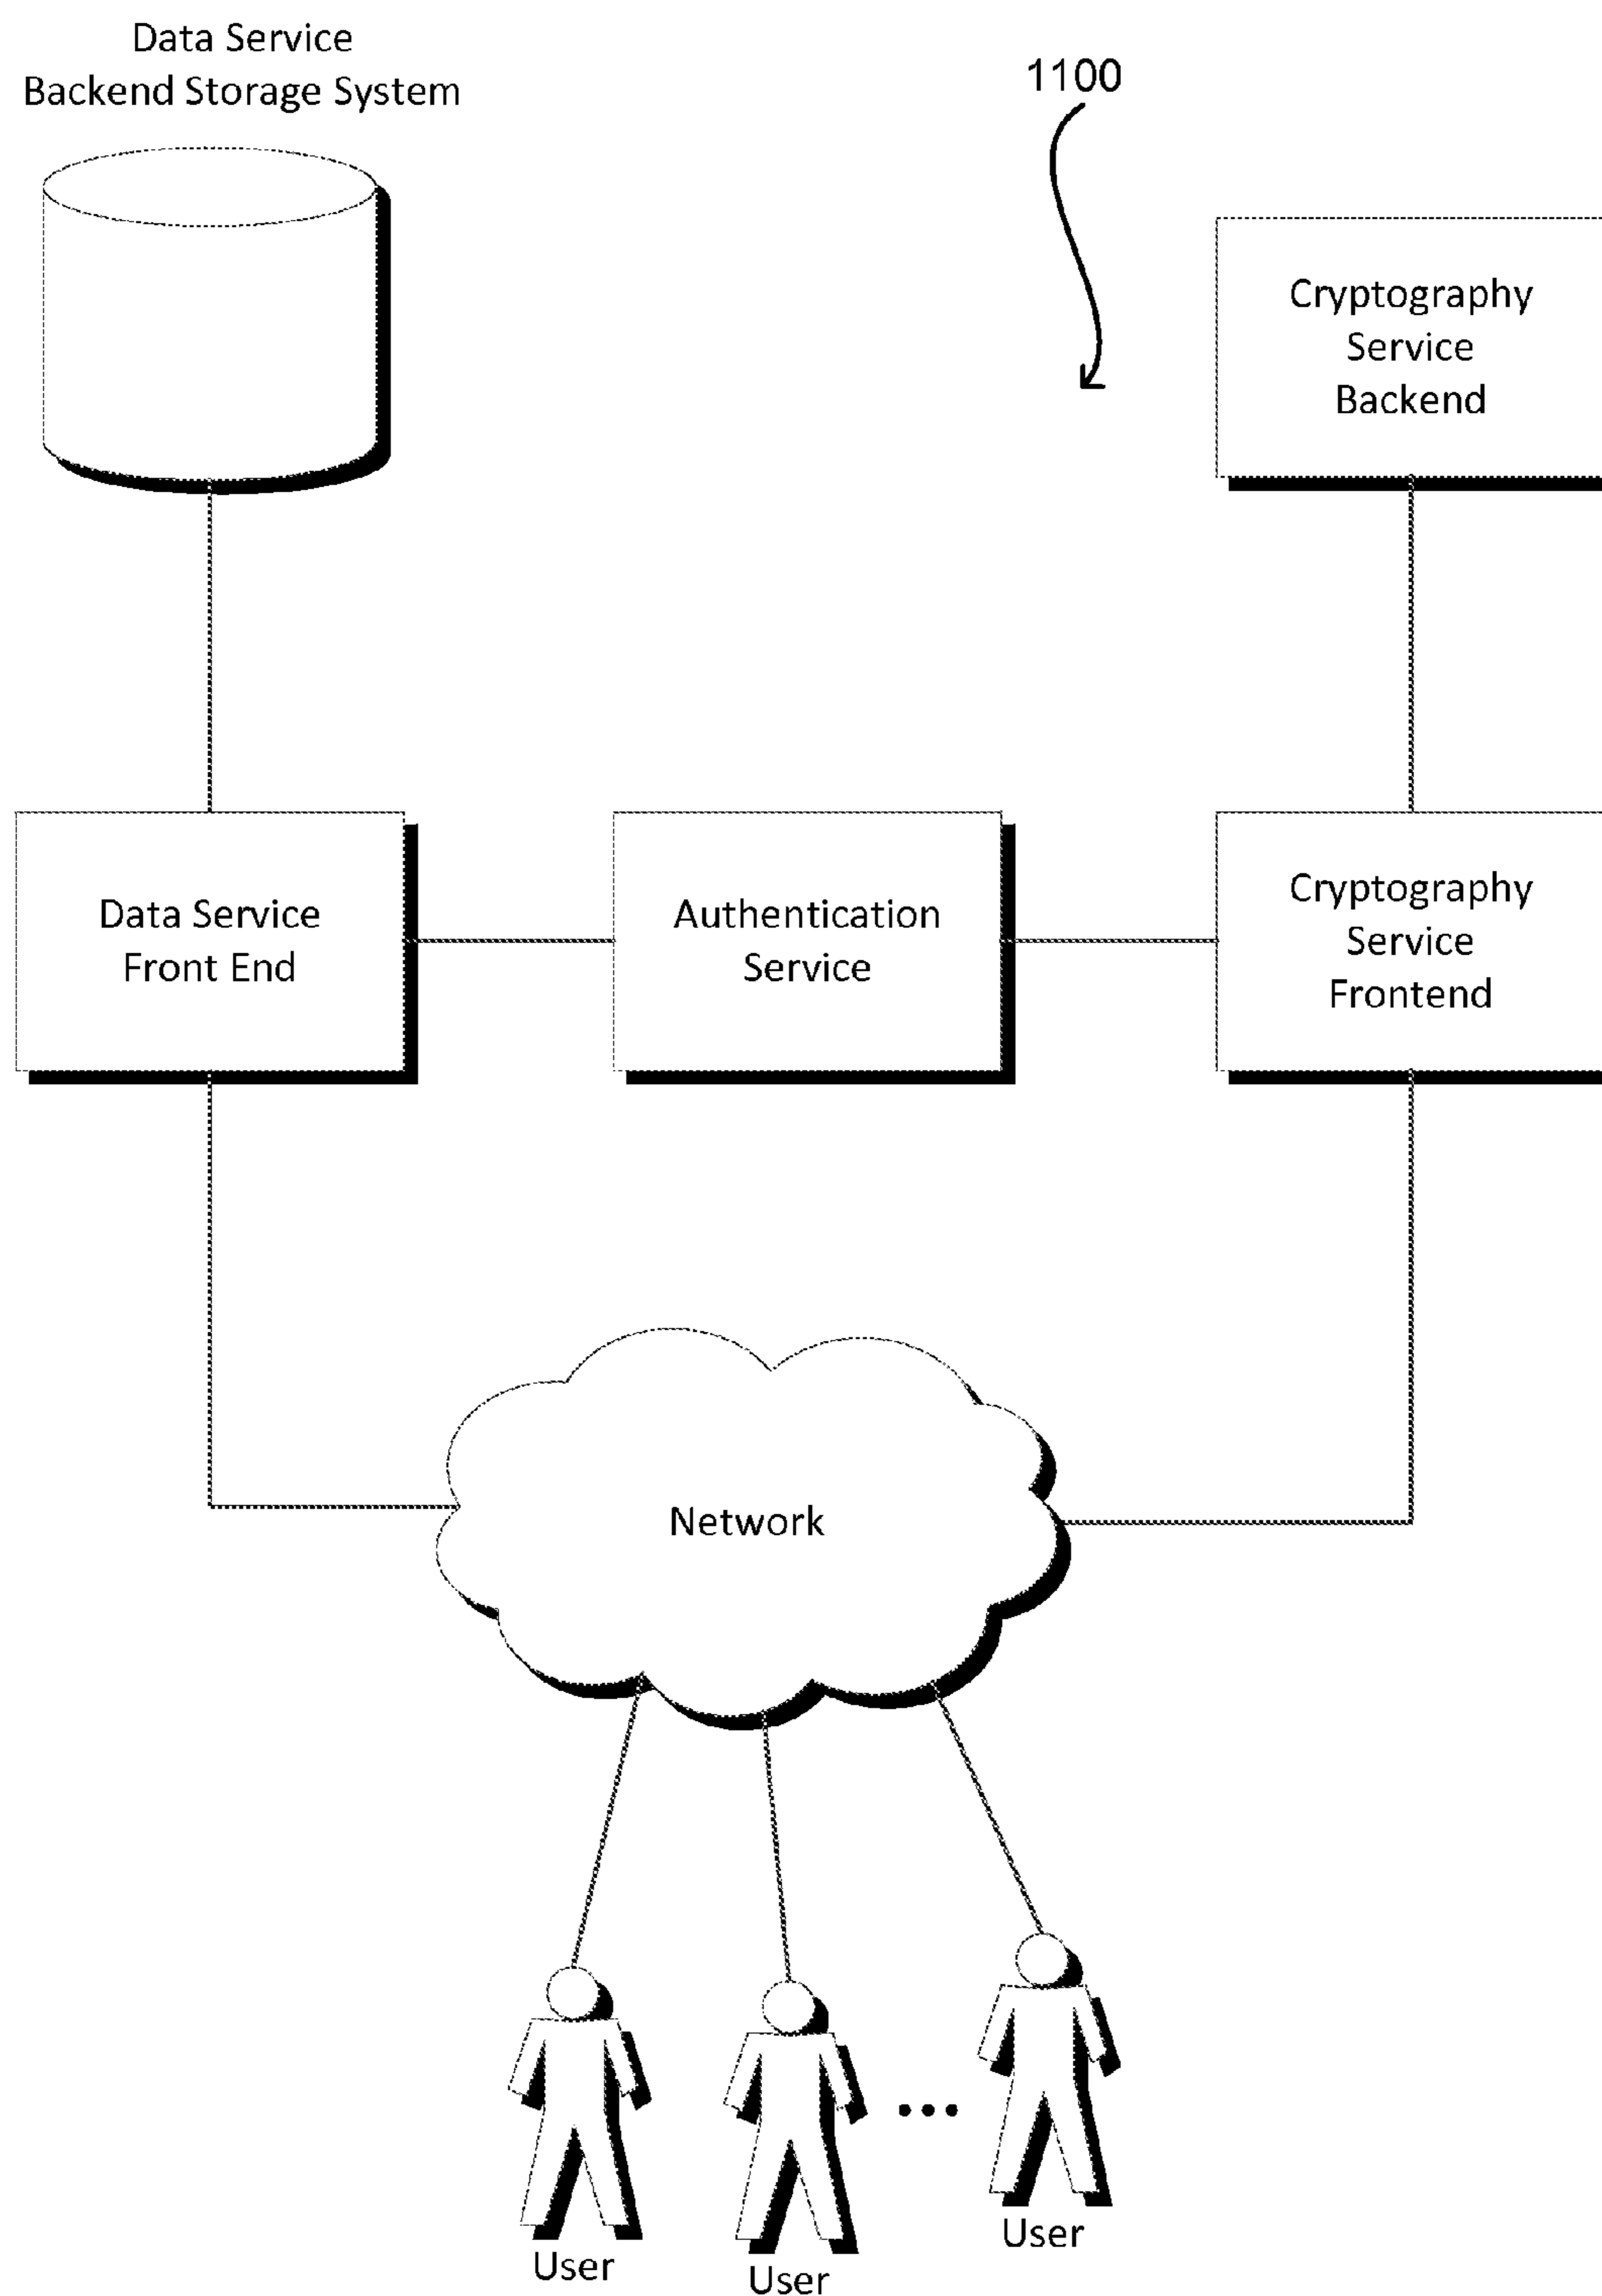 Data Service
Backend Storage System
1100
Cryptography
Service
Backend
Data Service
Front End
Authentication
Service
Cryptography
Service
Frontend
Network
User
User
User